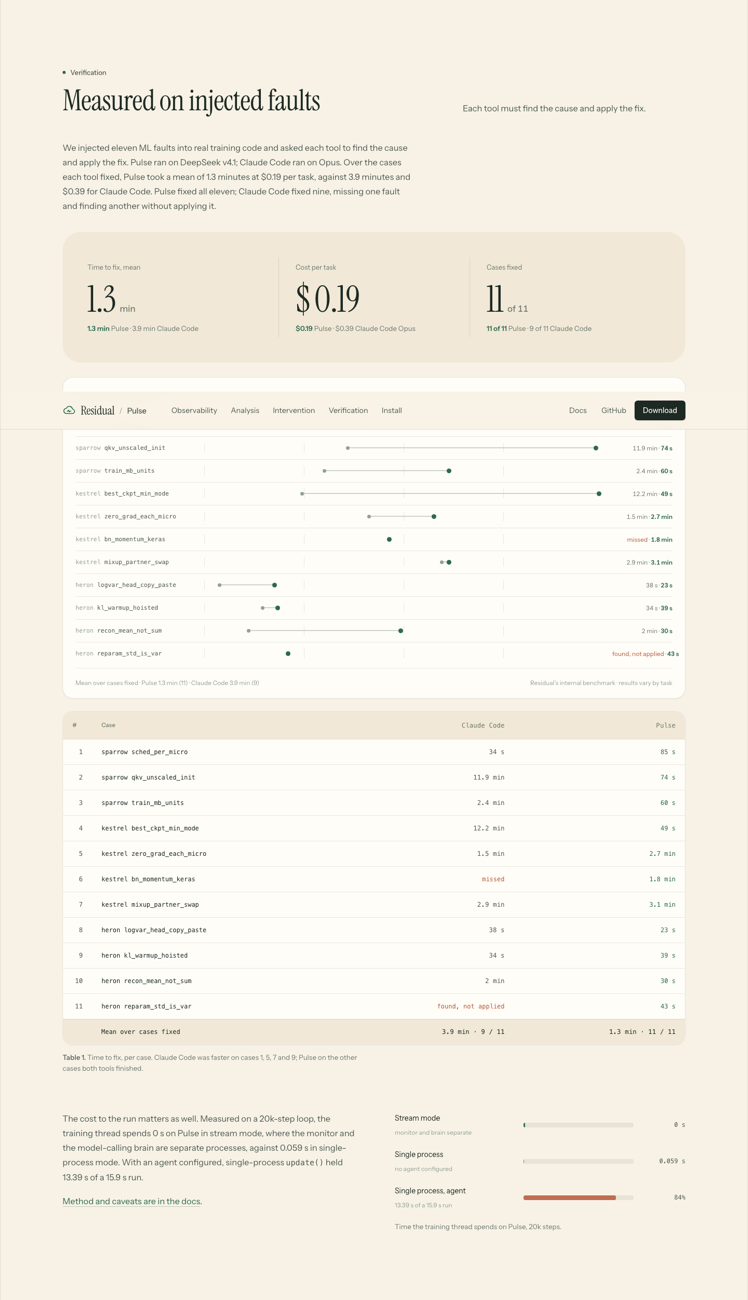 Verification
Measured on injected faults
Each tool must find the cause and apply the fix.
We injected eleven ML faults into real training code and asked each tool to find the cause
and apply the fix. Pulse ran on DeepSeek v4.1; Claude Code ran on Opus. Over the cases
each tool fixed, Pulse took a mean of 1.3 minutes at $0.19 per task, against 3.9 minutes and
$0.39 for Claude Code. Pulse fixed all eleven; Claude Code fixed nine, missing one fault
and finding another without applying it.
Time to fix, mean
1.3 min
1.3 min Pulse · 3.9 min Claude Code
Cost per task
$0.19
$0.19 Pulse · $0.39 Claude Code Opus
Cases fixed
11 of 11
11 of 11 Pulse · 9 of 11 Claude Code
Residual / Pulse Observability Analysis Intervention Verification Install Docs GitHub Download
sparrow qkv_unscaled_init 11.9 min · 74 s
sparrow train_mb_units 2.4 min · 60 s
kestrel best_ckpt_min_mode 12.2 min · 49 s
kestrel zero_grad_each_micro 1.5 min · 2.7 min
kestrel bn_momentum_keras missed · 1.8 min
kestrel mixup_partner_swap 2.9 min · 3.1 min
heron logvar_head_copy_paste 38 s · 23 s
heron kl_warmup_hoisted 34 s · 39 s
heron recon_mean_not_sum 2 min · 30 s
heron reparam_std_is_var found, not applied · 43 s
Mean over cases fixed · Pulse 1.3 min (11) · Claude Code 3.9 min (9)
Residual's internal benchmark · results vary by task
# Case Claude Code Pulse
1 sparrow sched_per_micro 34 s 85 s
2 sparrow qkv_unscaled_init 11.9 min 74 s
3 sparrow train_mb_units 2.4 min 60 s
4 kestrel best_ckpt_min_mode 12.2 min 49 s
5 kestrel zero_grad_each_micro 1.5 min 2.7 min
6 kestrel bn_momentum_keras missed 1.8 min
7 kestrel mixup_partner_swap 2.9 min 3.1 min
8 heron logvar_head_copy_paste 38 s 23 s
9 heron kl_warmup_hoisted 34 s 39 s
10 heron recon_mean_not_sum 2 min 30 s
11 heron reparam_std_is_var found, not applied 43 s
Mean over cases fixed 3.9 min · 9 / 11 1.3 min · 11 / 11
Table 1. Time to fix, per case. Claude Code was faster on cases 1, 5, 7 and 9; Pulse on the other
cases both tools finished.
The cost to the run matters as well. Measured on a 20k-step loop, the
training thread spends 0 s on Pulse in stream mode, where the monitor and
the model-calling brain are separate processes, against 0.059 s in single-
process mode. With an agent configured, single-process update() held
13.39 s of a 15.9 s run.
Method and caveats are in the docs.
Stream mode
monitor and brain separate
0 s
Single process
no agent configured
0.059 s
Single process, agent
13.39 s of a 15.9 s run
84%
Time the training thread spends on Pulse, 20k steps.